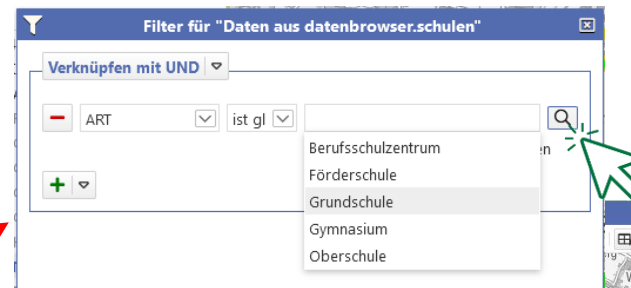 Filter für "Daten aus datenbrowser.schulen"
Verknüpfen mit UND
ART ist gl
Berufsschulzentrum
Förderschule
Grundschule
Gymnasium
Oberschule